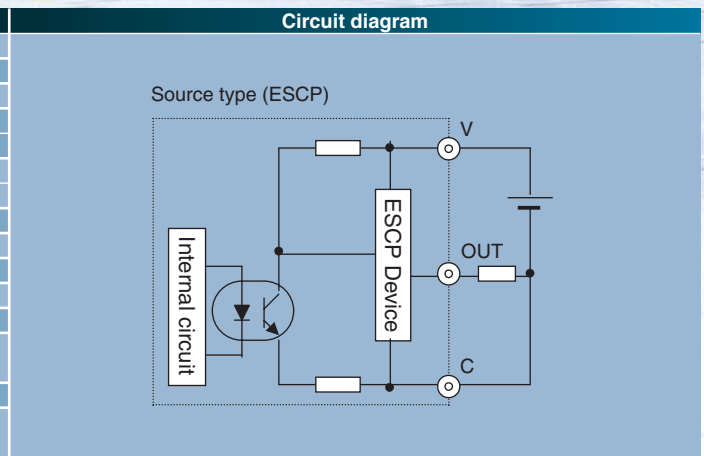 Circuit diagram
Source type (ESCP)
V
ESCP Device
OUT
Internal circuit
C